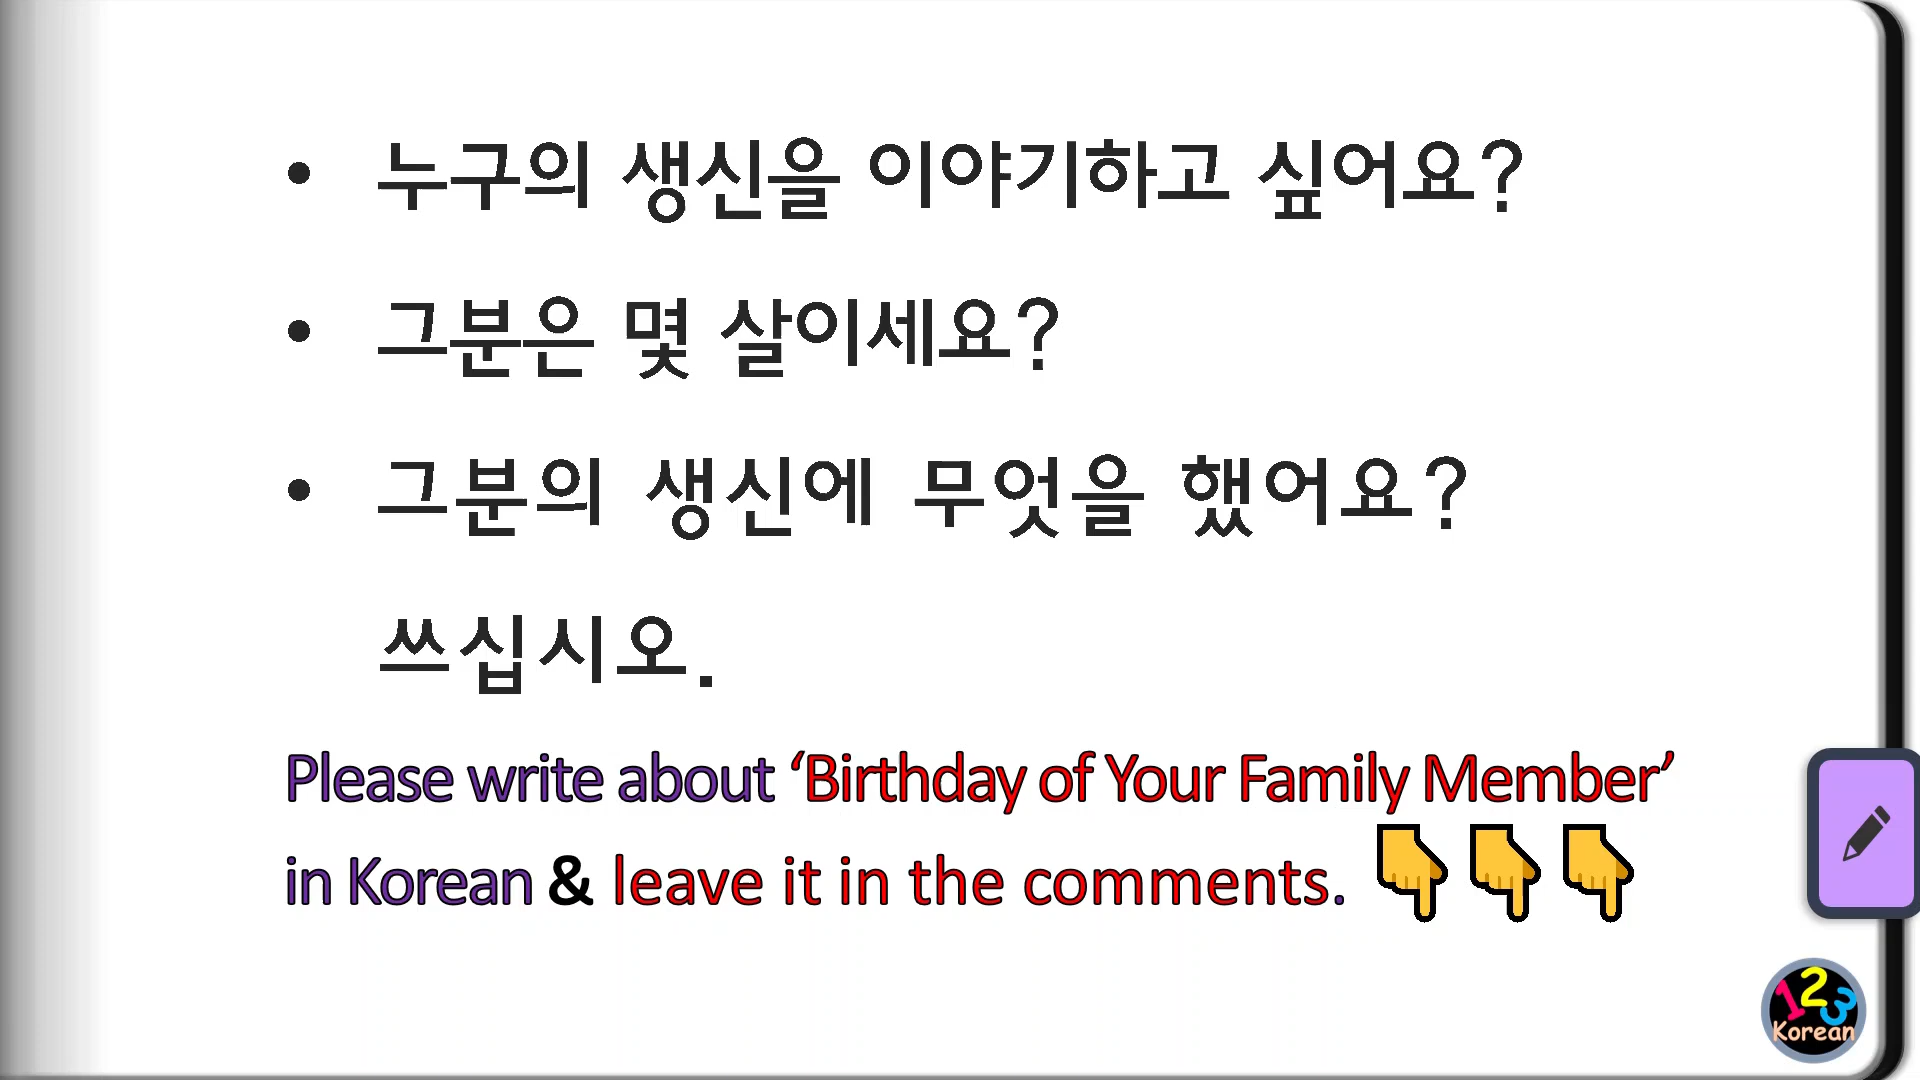 • 누구의 생신을 이야기하고 싶어요?
• 그분은 몇 살이세요?
• 그분의 생신에 무엇을 했어요?
쓰십시오.
Please write about ‘Birthday of Your Family Member’
in Korean & leave it in the comments. 👇👇👇
123
Korean